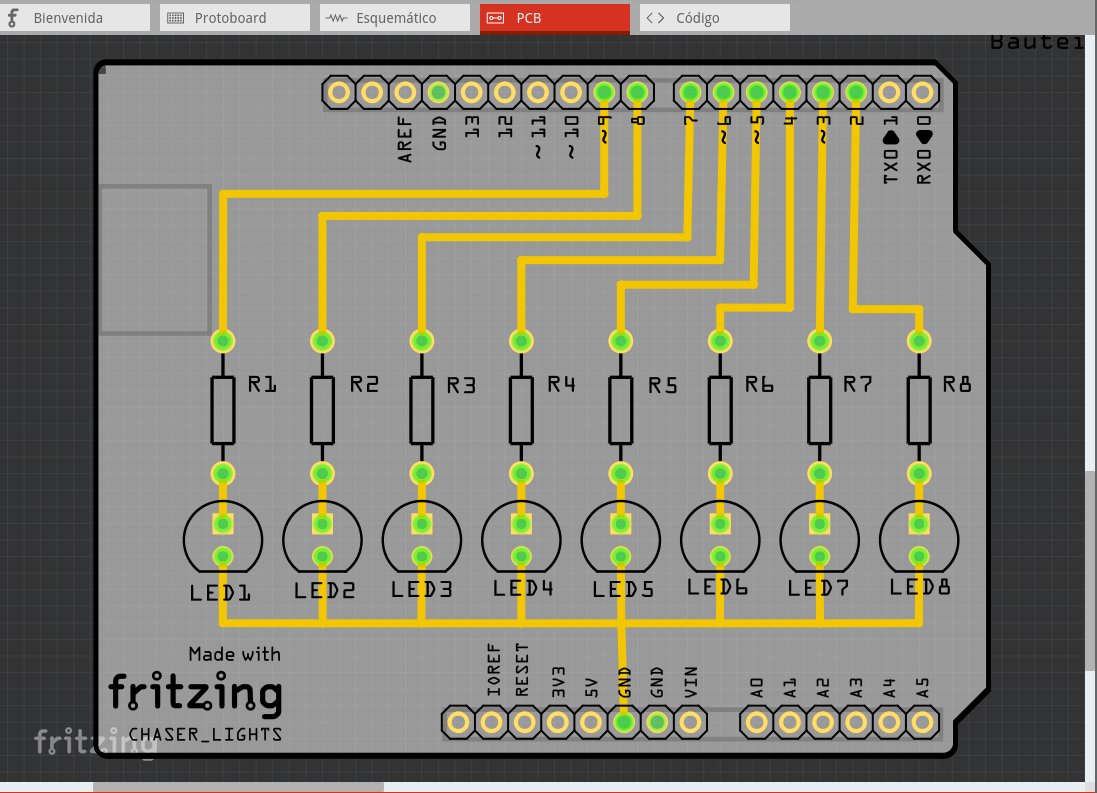 Bienvenida
Protoboard
Esquemático
PCB
Código
AREF
GND
13
12
~11
~10
~9
8
7
~6
~5
4
~3
2
TX0▶1
RX0◀0
R1
R2
R3
R4
R5
R6
R7
R8
LED1
LED2
LED3
LED4
LED5
LED6
LED7
LED8
Made with
fritzing
CHASER_LIGHTS
fritzing
IOREF
RESET
3V3
5V
GND
GND
VIN
A0
A1
A2
A3
A4
A5